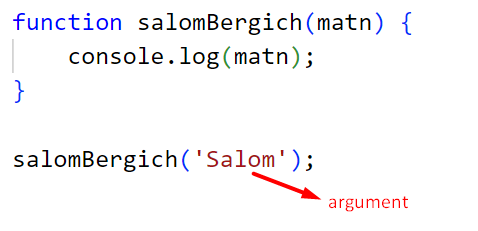 function salomBergich(matn) {
    console.log(matn);
}
salomBergich('Salom');
argument